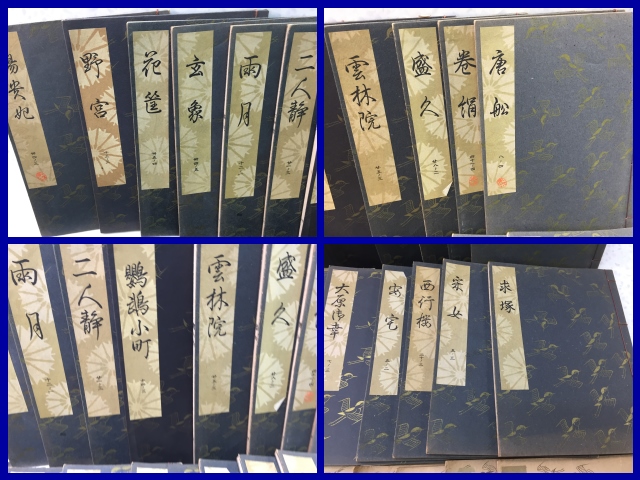 楊貴妃
野宮
花筐
玄象
雨月
二人静
雲林院
盛久
巻絹
唐船
雨月
二人静
鸚鵡小町
雲林院
盛久
大原御幸
安宅
西行桜
采女
求塚